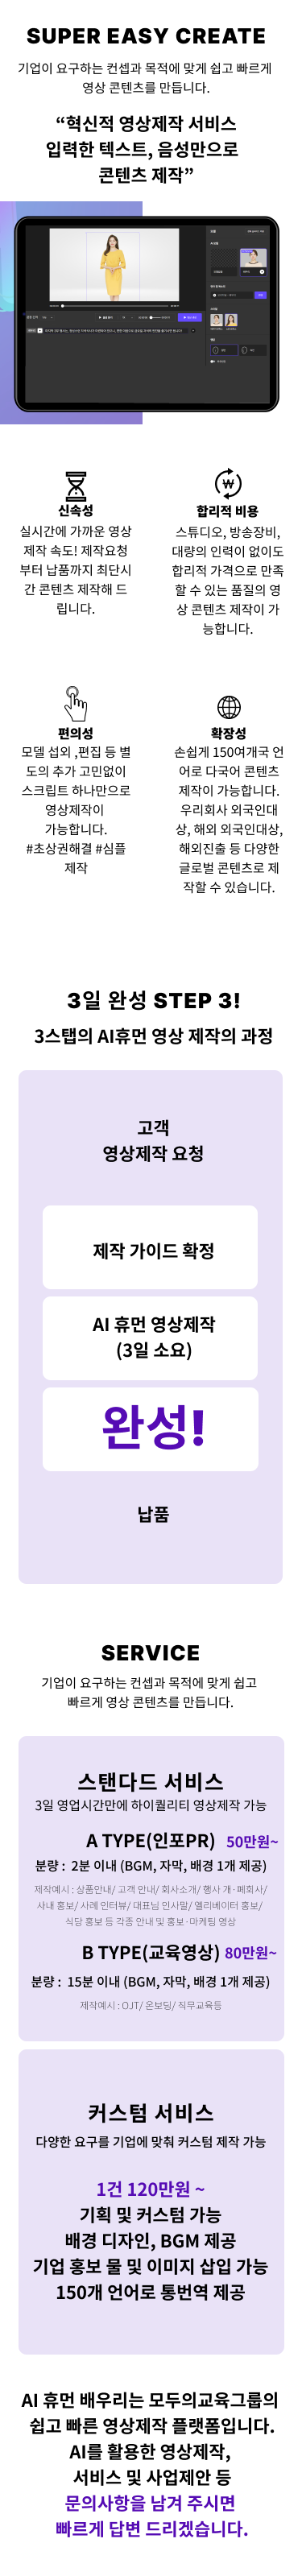 SUPER EASY CREATE
기업이 요구하는 컨셉과 목적에 맞게 쉽고 빠르게
영상 콘텐츠를 만듭니다.
“혁신적 영상제작 서비스
입력한 텍스트, 음성만으로
콘텐츠 제작”
신속성
실시간에 가까운 영상
제작 속도! 제작요청
부터 납품까지 최단시
간 콘텐츠 제작해 드
립니다.
합리적 비용
스튜디오, 방송장비,
대량의 인력이 없이도
합리적 가격으로 만족
할 수 있는 품질의 영
상 콘텐츠 제작이 가
능합니다.
편의성
모델 섭외 ,편집 등 별
도의 추가 고민없이
스크립트 하나만으로
영상제작이
가능합니다.
#초상권해결 #심플
제작
확장성
손쉽게 150여개국 언
어로 다국어 콘텐츠
제작이 가능합니다.
우리회사 외국인대
상, 해외 외국인대상,
해외진출 등 다양한
글로벌 콘텐츠로 제
작할 수 있습니다.
3일 완성 STEP 3!
3스탭의 AI휴먼 영상 제작의 과정
고객
영상제작 요청
제작 가이드 확정
AI 휴먼 영상제작
(3일 소요)
완성!
납품
SERVICE
기업이 요구하는 컨셉과 목적에 맞게 쉽고
빠르게 영상 콘텐츠를 만듭니다.
스탠다드 서비스
3일 영업시간만에 하이퀄리티 영상제작 가능
A TYPE(인포PR) 50만원~
분량 : 2분 이내 (BGM, 자막, 배경 1개 제공)
제작예시 : 상품안내/ 고객 안내/ 회사소개/ 행사 개·폐회사/
사내 홍보/ 사례 인터뷰/ 대표님 인사말/ 엘리베이터 홍보/
식당 홍보 등 각종 안내 및 홍보·마케팅 영상
B TYPE(교육영상) 80만원~
분량 : 15분 이내 (BGM, 자막, 배경 1개 제공)
제작예시 : OJT/ 온보딩/ 직무교육등
커스텀 서비스
다양한 요구를 기업에 맞춰 커스텀 제작 가능
1건 120만원 ~
기획 및 커스텀 가능
배경 디자인, BGM 제공
기업 홍보 물 및 이미지 삽입 가능
150개 언어로 통번역 제공
AI 휴먼 배우리는 모두의교육그룹의
쉽고 빠른 영상제작 플랫폼입니다.
AI를 활용한 영상제작,
서비스 및 사업제안 등
문의사항을 남겨 주시면
빠르게 답변 드리겠습니다.